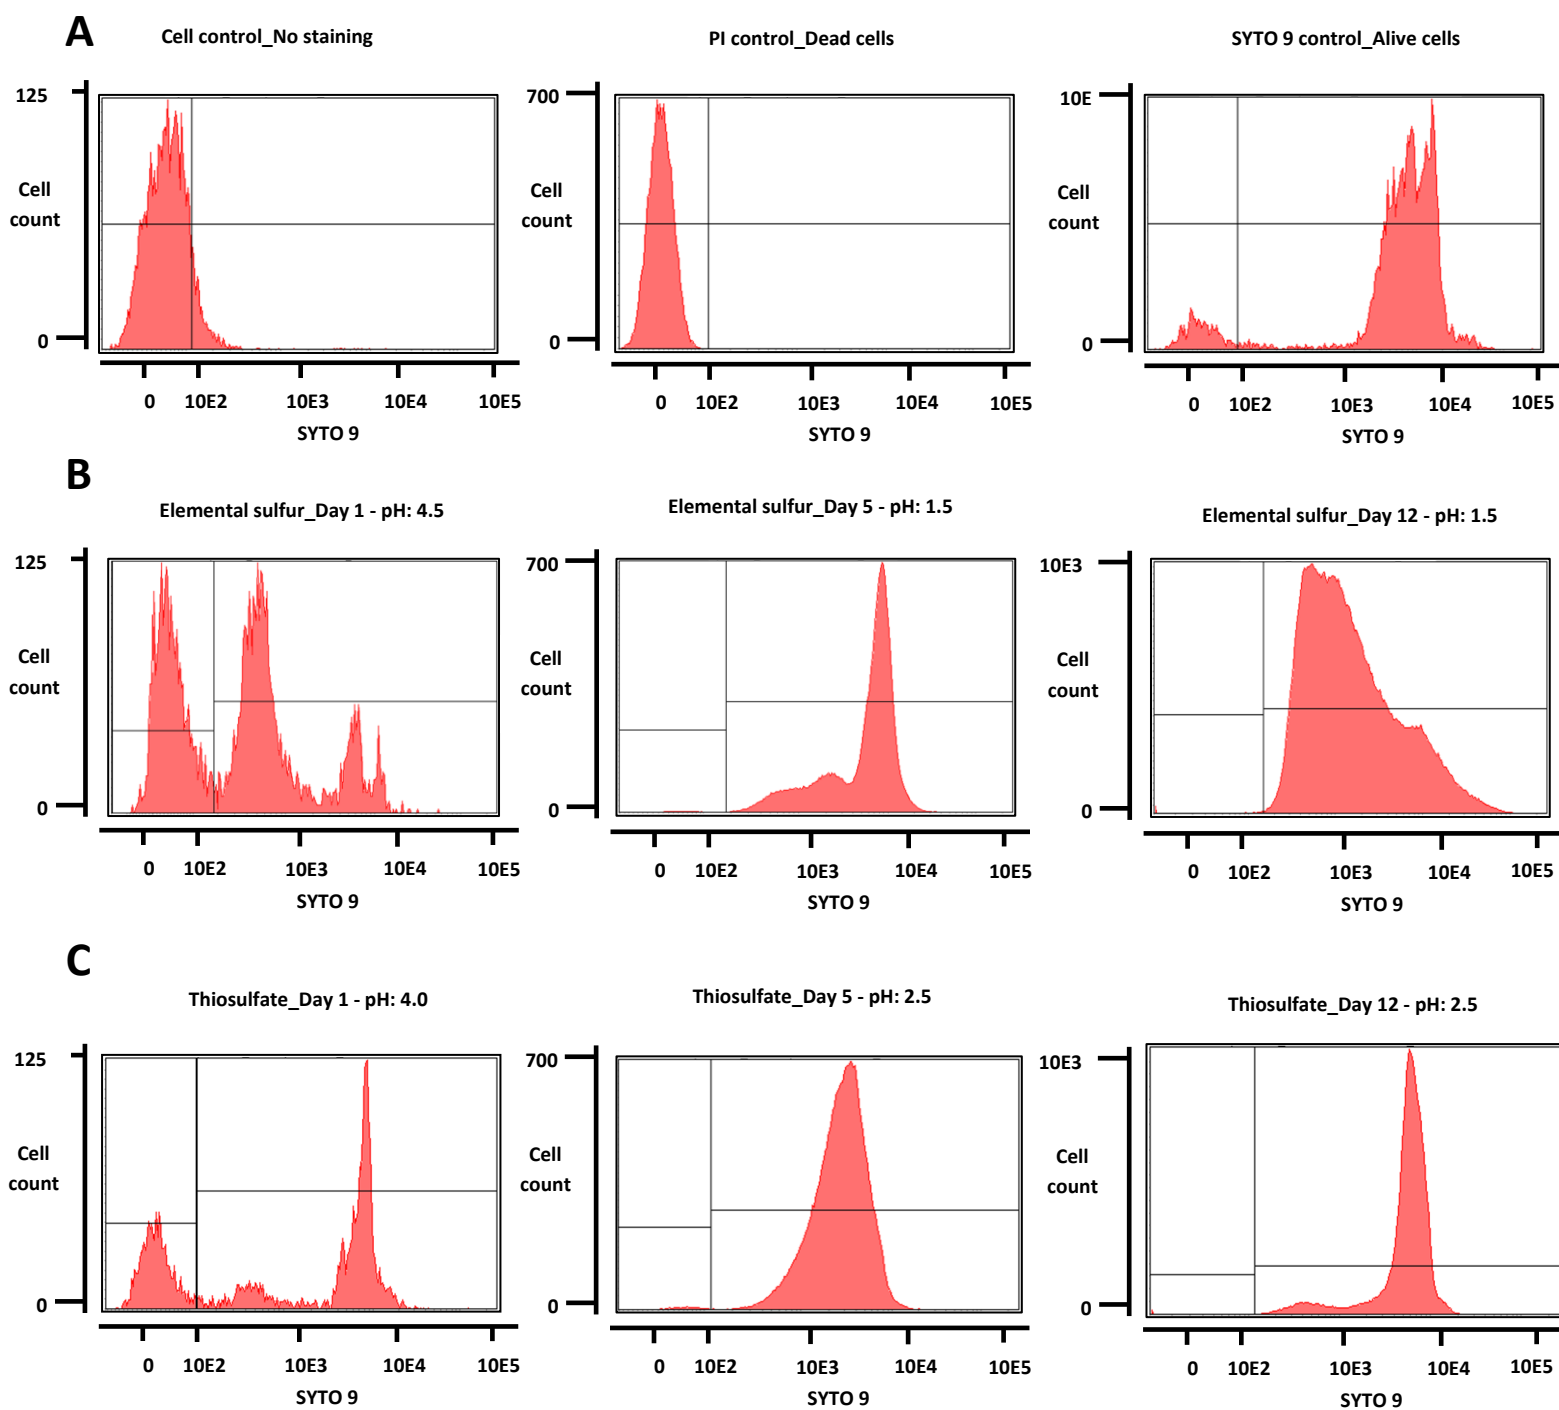 A
Cell control_No staining
PI control_Dead cells
SYTO 9 control_Alive cells
125
Cell
count
0
0 10E2 10E3 10E4 10E5
SYTO 9
700
Cell
count
0
0 10E2 10E3 10E4 10E5
SYTO 9
10E
Cell
count
0
0 10E2 10E3 10E4 10E5
SYTO 9
B
Elemental sulfur_Day 1 - pH: 4.5
Elemental sulfur_Day 5 - pH: 1.5
Elemental sulfur_Day 12 - pH: 1.5
125
Cell
count
0
0 10E2 10E3 10E4 10E5
SYTO 9
700
Cell
count
0
0 10E2 10E3 10E4 10E5
SYTO 9
10E3
Cell
count
0
0 10E2 10E3 10E4 10E5
SYTO 9
C
Thiosulfate_Day 1 - pH: 4.0
Thiosulfate_Day 5 - pH: 2.5
Thiosulfate_Day 12 - pH: 2.5
125
Cell
count
0
0 10E2 10E3 10E4 10E5
SYTO 9
700
Cell
count
0
0 10E2 10E3 10E4 10E5
SYTO 9
10E3
Cell
count
0
0 10E2 10E3 10E4 10E5
SYTO 9